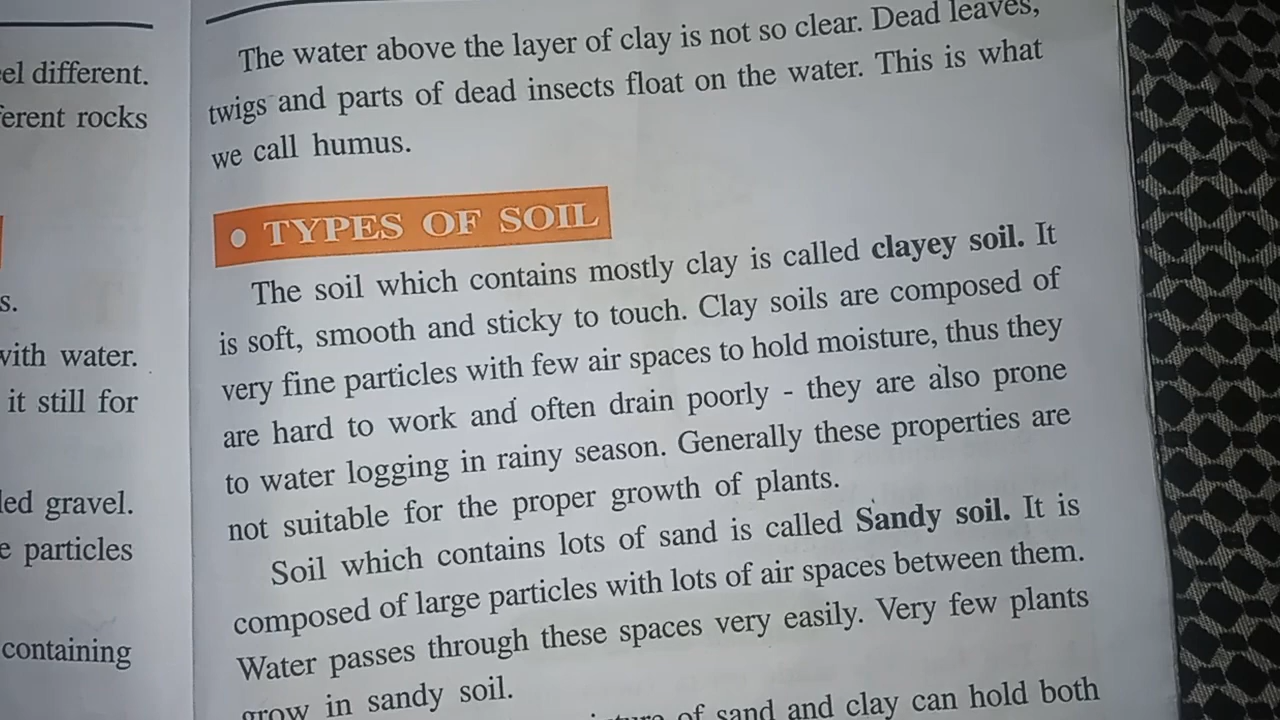 el different.
erent rocks
s.
with water.
it still for
led gravel.
e particles
containing
The water above the layer of clay is not so clear. Dead leaves,
twigs and parts of dead insects float on the water. This is what
we call humus.
• TYPES OF SOIL
The soil which contains mostly clay is called clayey soil. It
is soft, smooth and sticky to touch. Clay soils are composed of
very fine particles with few air spaces to hold moisture, thus they
are hard to work and often drain poorly - they are also prone
to water logging in rainy season. Generally these properties are
not suitable for the proper growth of plants.
Soil which contains lots of sand is called Sandy soil. It is
composed of large particles with lots of air spaces between them.
Water passes through these spaces very easily. Very few plants
grow in sandy soil.
of sand and clay can hold both